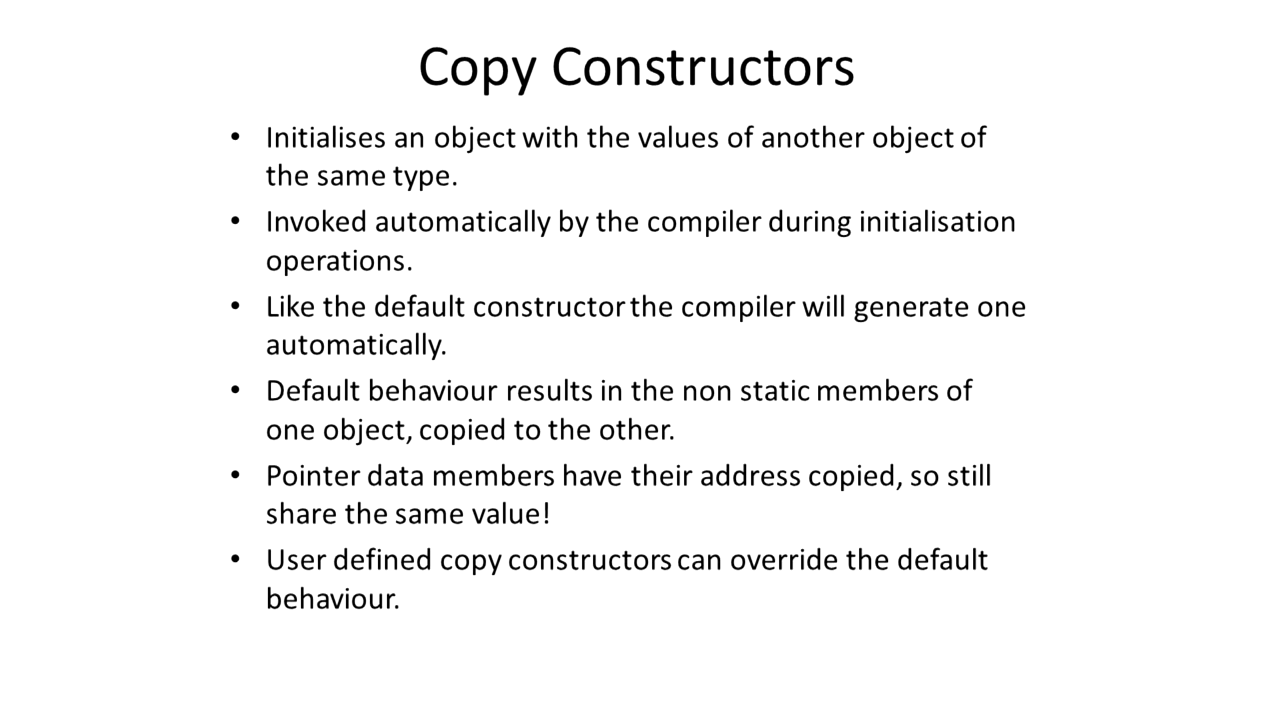 Copy Constructors
• Initialises an object with the values of another object of
the same type.
• Invoked automatically by the compiler during initialisation
operations.
• Like the default constructor the compiler will generate one
automatically.
• Default behaviour results in the non static members of
one object, copied to the other.
• Pointer data members have their address copied, so still
share the same value!
• User defined copy constructors can override the default
behaviour.